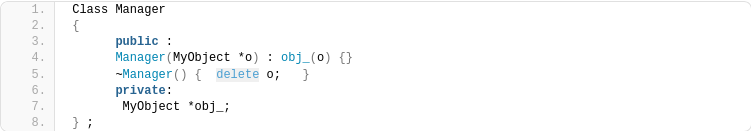 1. Class Manager
2. {
3. public :
4. Manager(MyObject *o) : obj_(o) {}
5. ~Manager() { delete o; }
6. private:
7. MyObject *obj_;
8. } ;